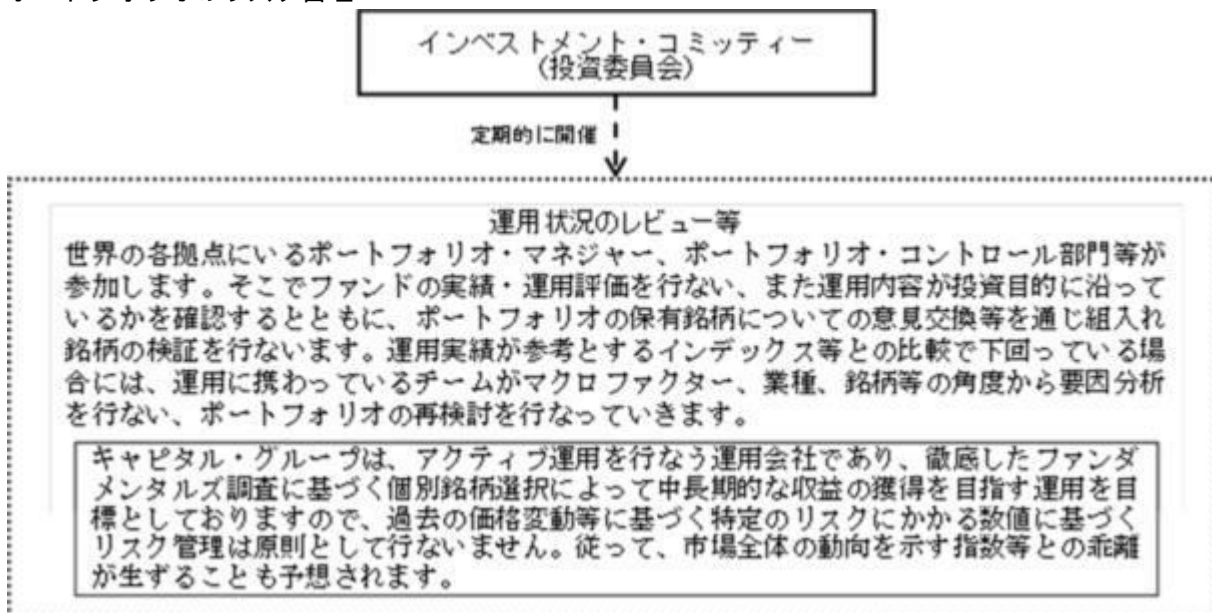 インベストメント・コミッティー
(投資委員会)
定期的に開催
運用状況のレビュー等
世界の各拠点にいるポートフォリオ・マネジャー、ポートフォリオ・コントロール部門等が
参加します。そこでファンドの実績・運用評価を行ない、また運用内容が投資目的に沿って
いるかを確認するとともに、ポートフォリオの保有銘柄についての意見交換等を通じ組入れ
銘柄の検証を行ないます。運用実績が参考とするインデックス等との比較で下回っている場
合には、運用に携わっているチームがマクロファクター、業種、銘柄等の角度から要因分析
を行ない、ポートフォリオの再検討を行なっていきます。
キャピタル・グループは、アクティブ運用を行なう運用会社であり、徹底したファンダ
メンタルズ調査に基づく個別銘柄選択によって中長期的な収益の獲得を目指す運用を目
標としておりますので、過去の価格変動等に基づく特定のリスクにかかる数値に基づく
リスク管理は原則として行ないません。従って、市場全体の動向を示す指数等との乖離
が生ずることも予想されます。